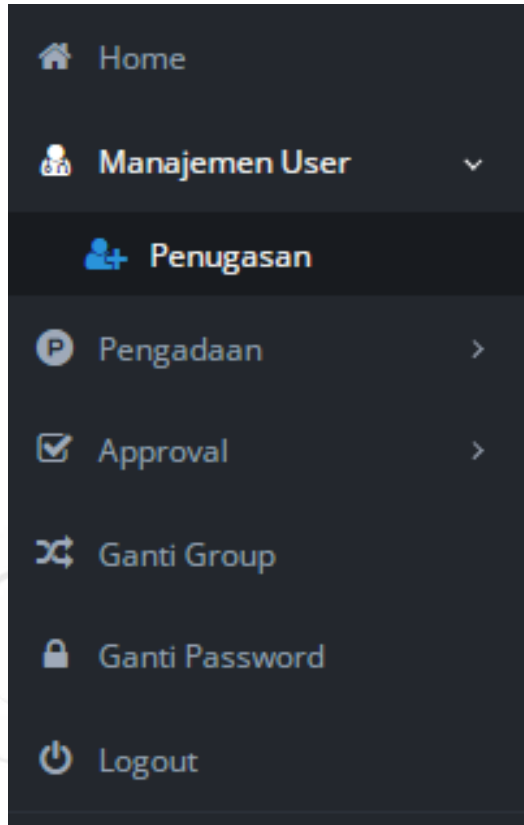 Home
Manajemen User
Penugasan
Pengadaan
Approval
Ganti Group
Ganti Password
Logout